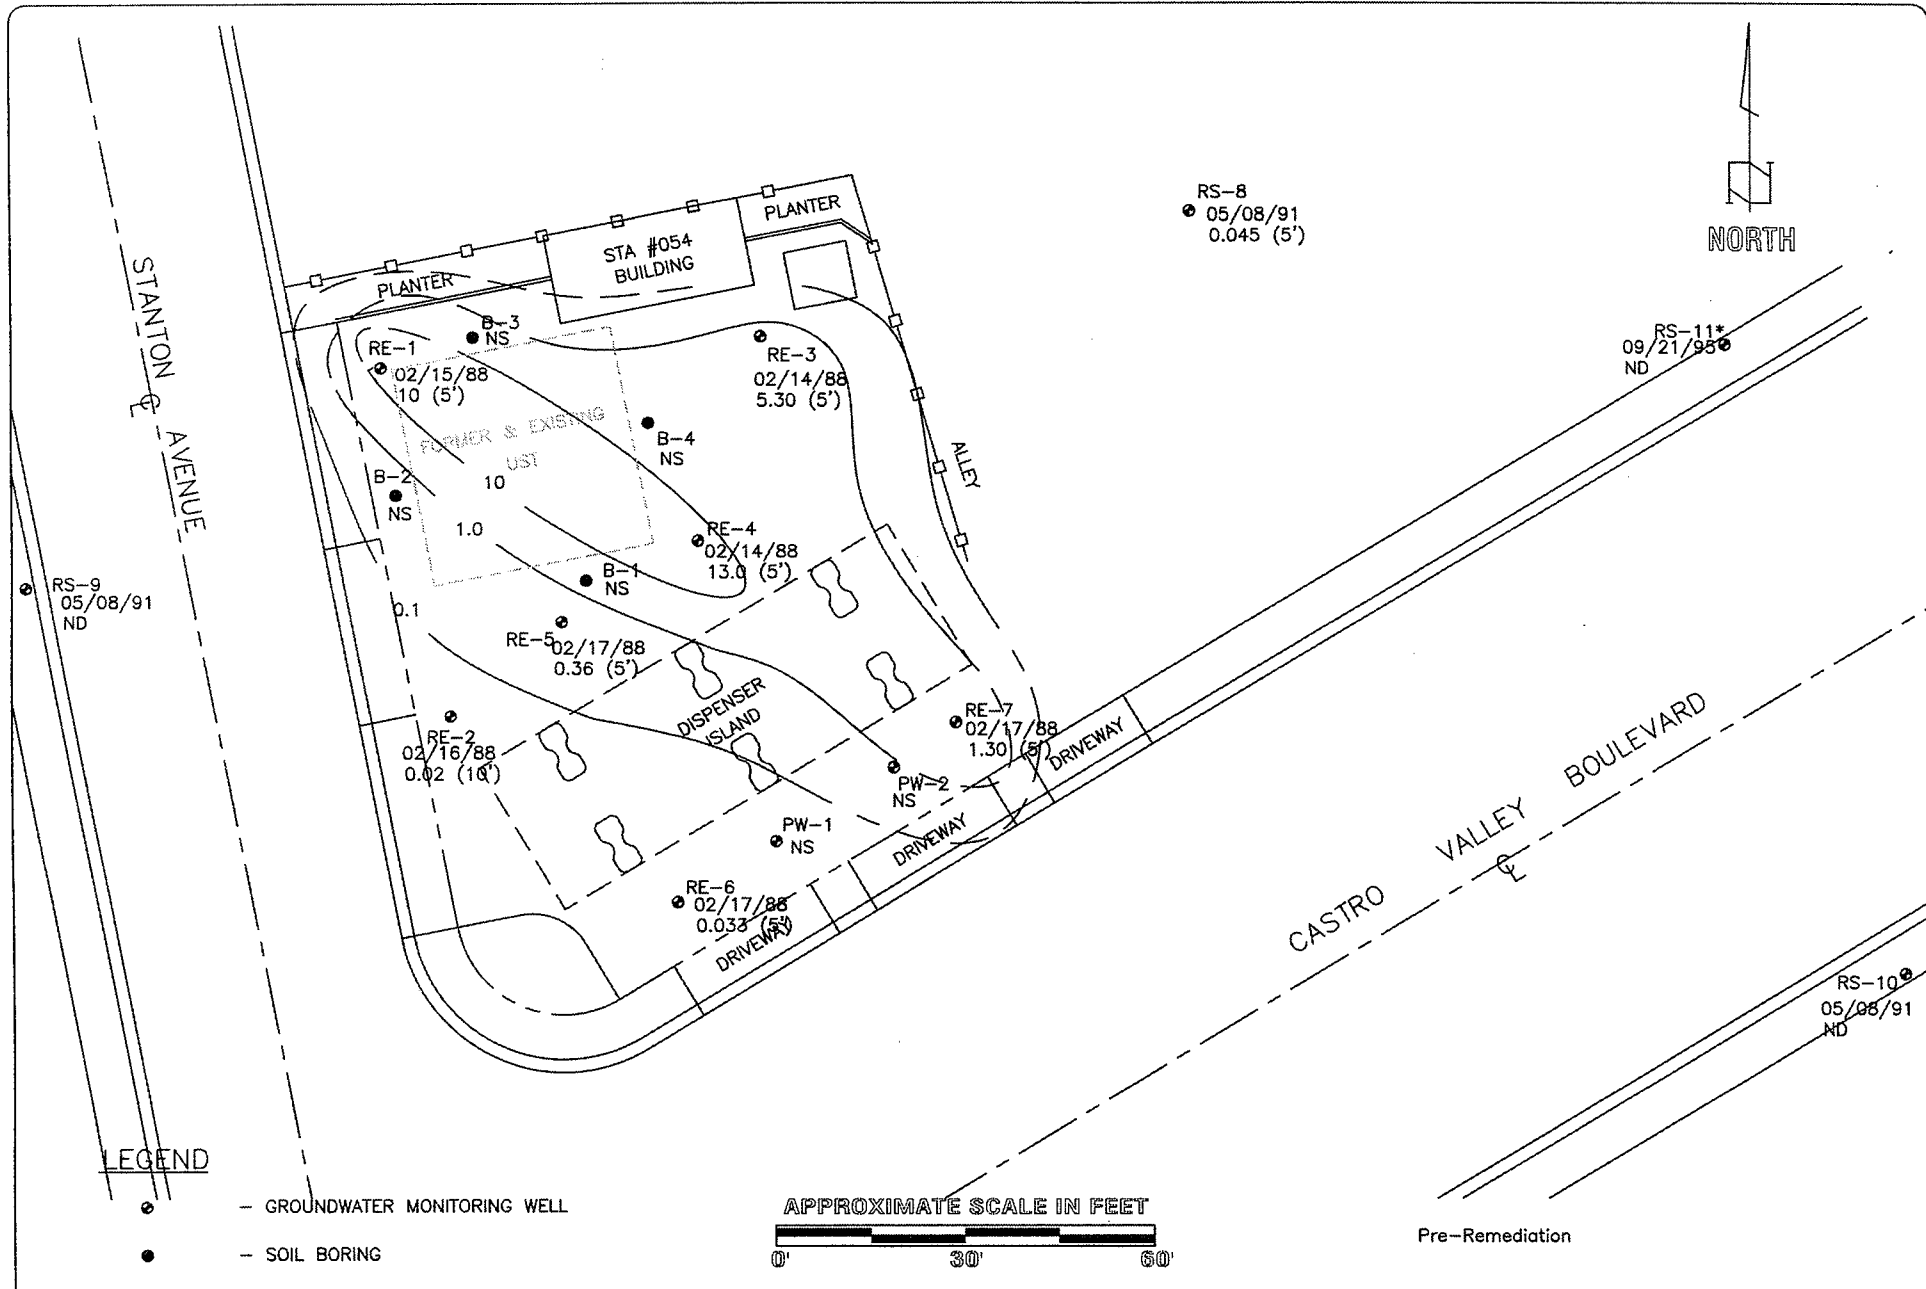 RS-8
05/08/91
0.045 (5')
NORTH
PLANTER
STA #054
BUILDING
PLANTER
STANTON
AVENUE
B-3
NS
RE-1
02/15/88
10 (5')
RE-3
02/14/88
5.30 (5')
RS-11*
09/21/95
ND
FORMER & EXISTING
UST
B-4
NS
ALLEY
B-2
NS
10
1.0
RE-4
02/14/88
13.0 (5')
B-1
NS
RS-9
05/08/91
ND
0.1
RE-5
02/17/88
0.36 (5')
DISPENSER
ISLAND
RE-7
02/17/88
1.30 (5')
DRIVEWAY
RE-2
02/16/88
0.02 (10')
PW-2
NS
PW-1
NS
DRIVEWAY
RE-6
02/17/88
0.033 (5')
DRIVEWAY
CASTRO VALLEY BOULEVARD
RS-10
05/08/91
ND
LEGEND
- GROUNDWATER MONITORING WELL
- SOIL BORING
APPROXIMATE SCALE IN FEET
0' 30' 60'
Pre-Remediation